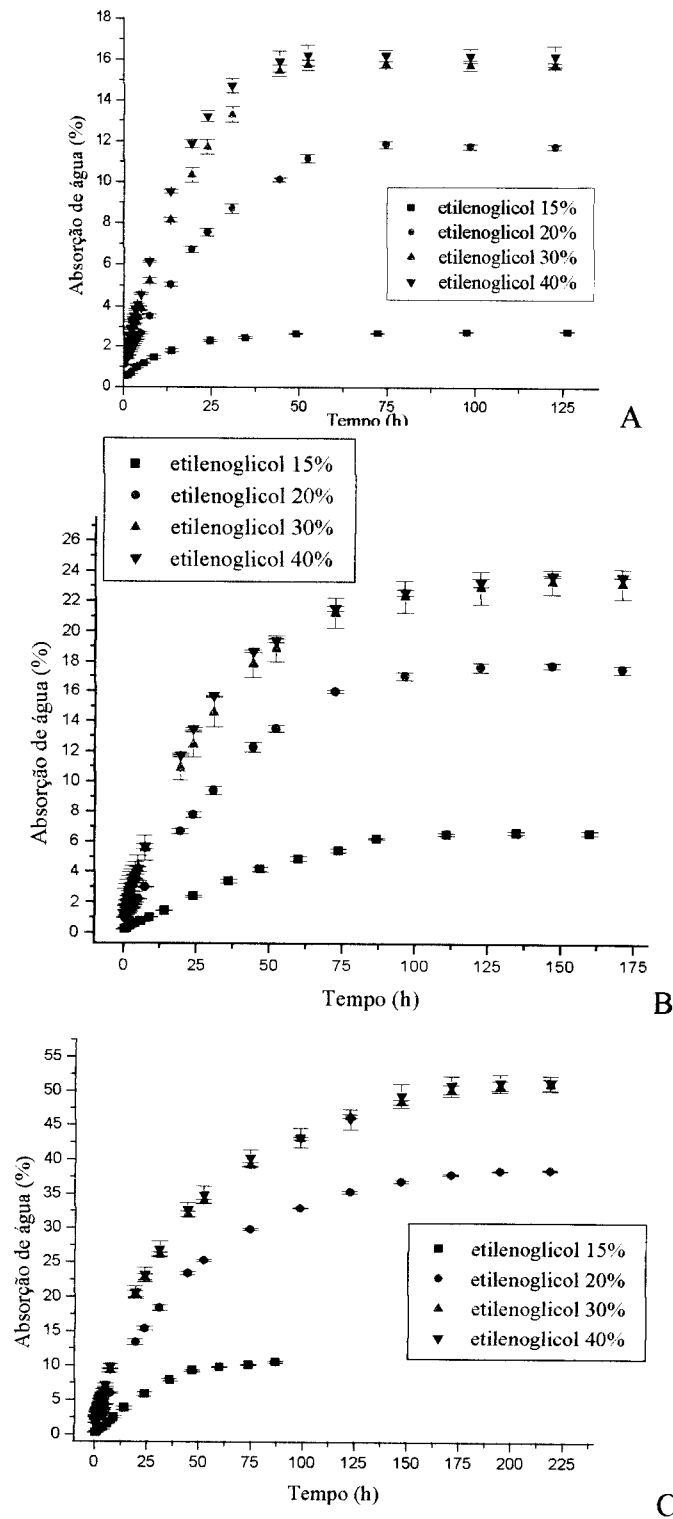 18
16
14
12
10
8
6
4
2
0
Absorção de água (%)
etilenoglicol 15%
etilenoglicol 20%
etilenoglicol 30%
etilenoglicol 40%
0 25 50 75 100 125
Tempo (h)
A
etilenoglicol 15%
etilenoglicol 20%
etilenoglicol 30%
etilenoglicol 40%
26
24
22
20
18
16
14
12
10
8
6
4
2
0
Absorção de água (%)
0 25 50 75 100 125 150 175
Tempo (h)
B
55
50
45
40
35
30
25
20
15
10
5
0
Absorção de água (%)
etilenoglicol 15%
etilenoglicol 20%
etilenoglicol 30%
etilenoglicol 40%
0 25 50 75 100 125 150 175 200 225
Tempo (h)
C